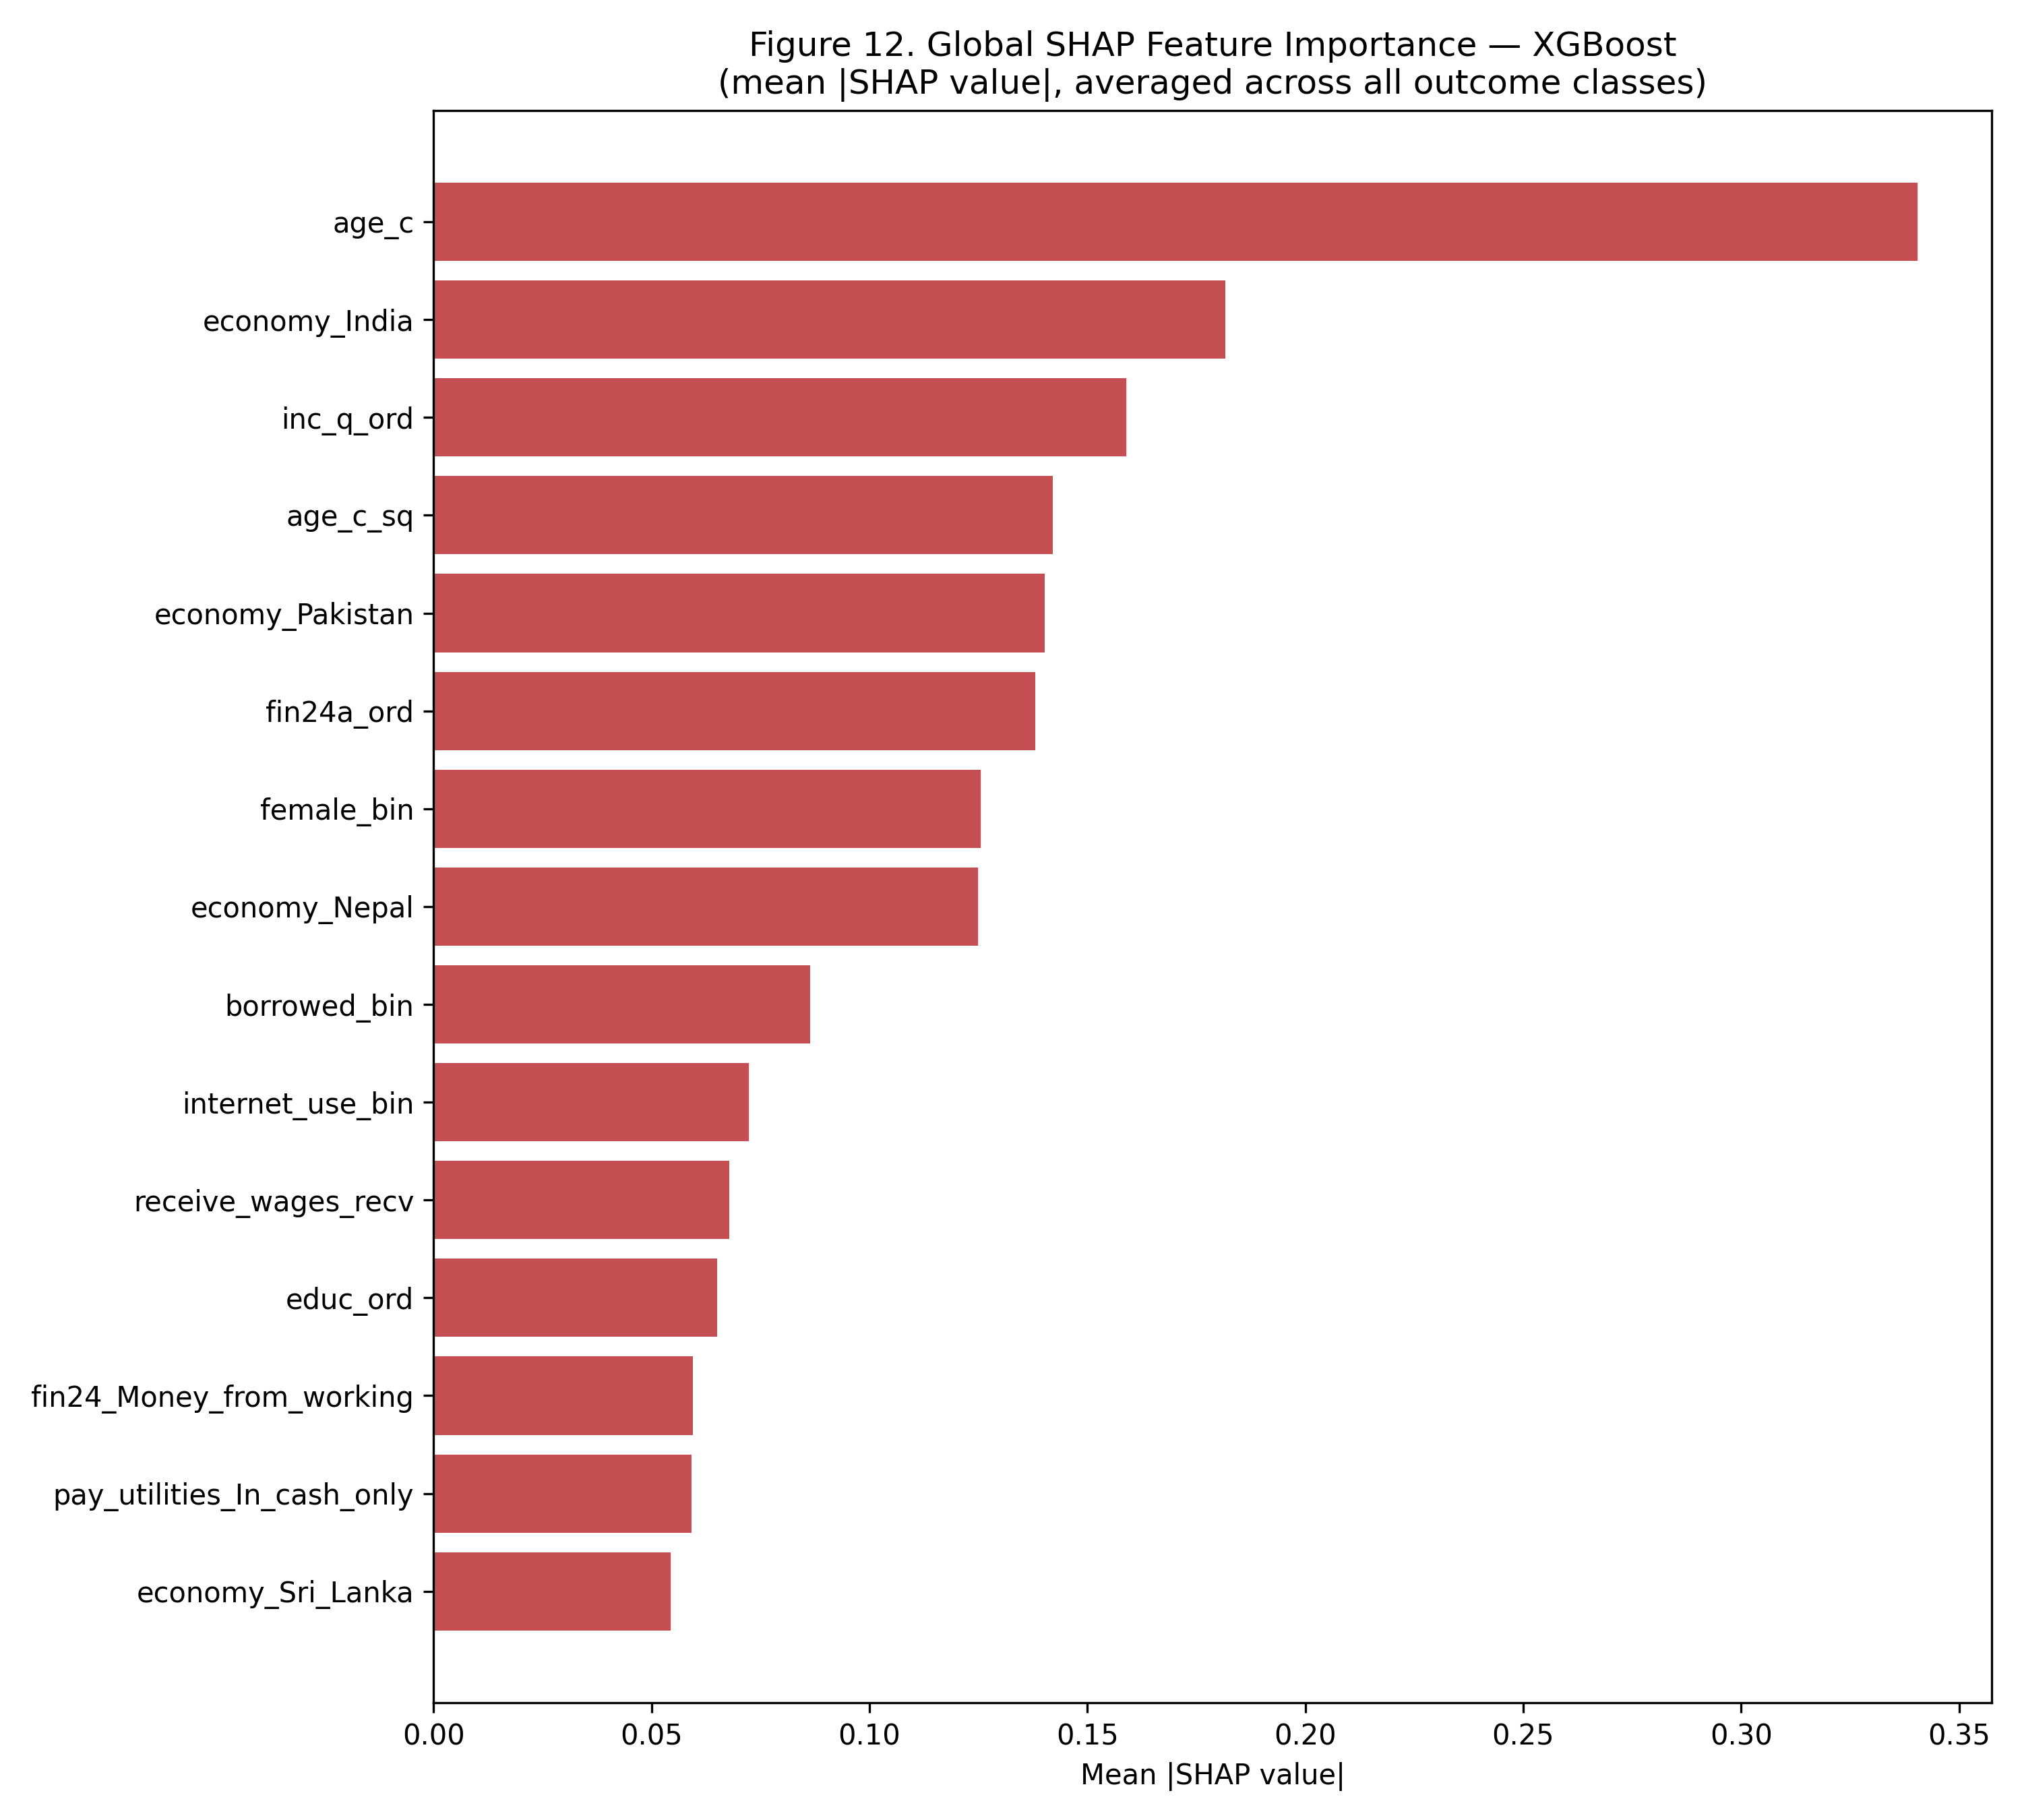 Figure 12. Global SHAP Feature Importance — XGBoost
(mean |SHAP value|, averaged across all outcome classes)
age_c
economy_India
inc_q_ord
age_c_sq
economy_Pakistan
fin24a_ord
female_bin
economy_Nepal
borrowed_bin
internet_use_bin
receive_wages_recv
educ_ord
fin24_Money_from_working
pay_utilities_In_cash_only
economy_Sri_Lanka
0.00 0.05 0.10 0.15 0.20 0.25 0.30 0.35
Mean |SHAP value|